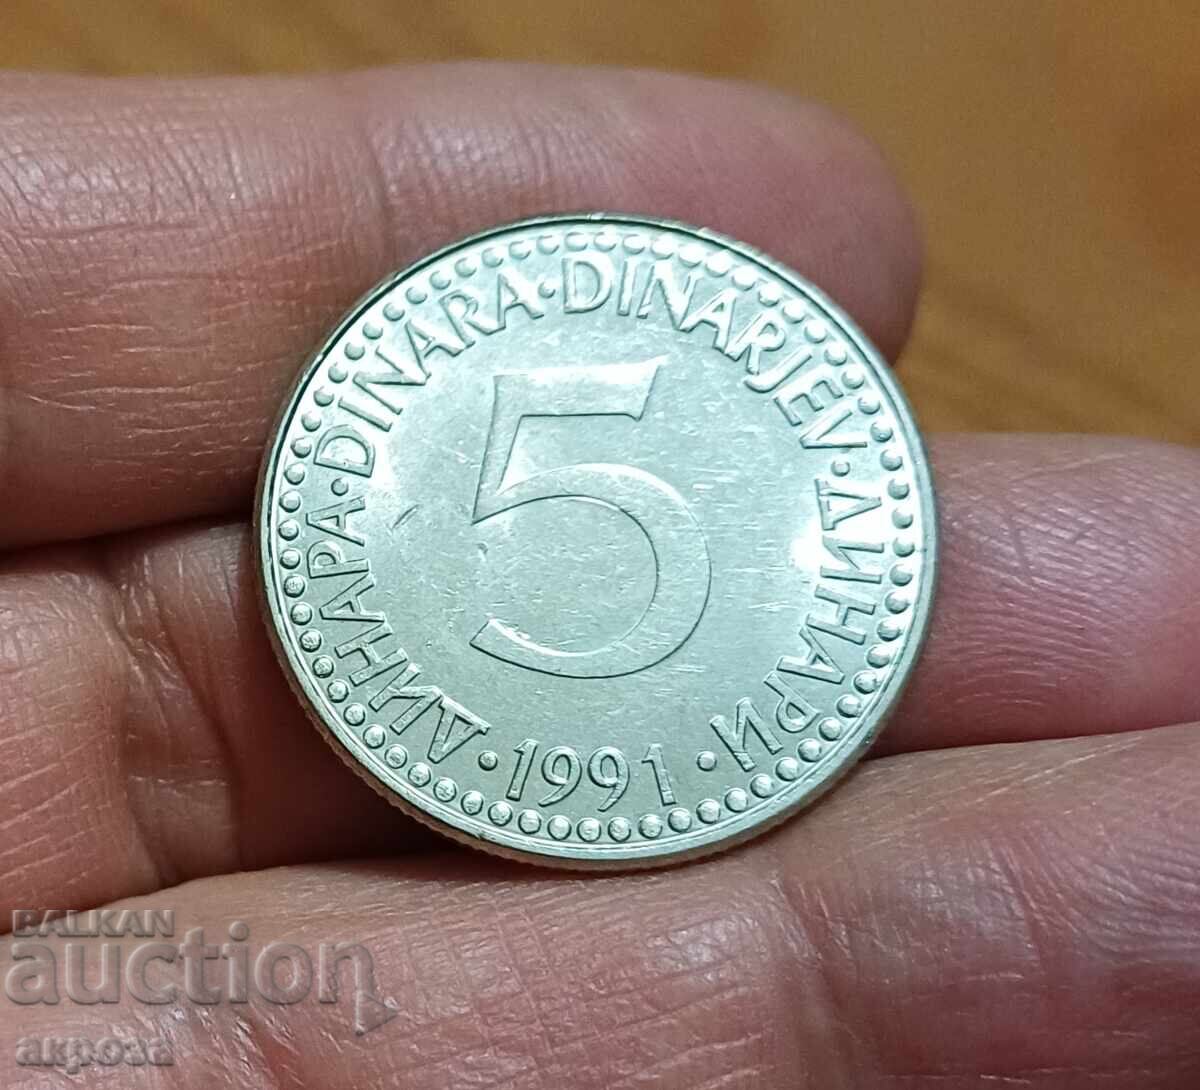 ДИНАРА · DINARA · DINARJEV · ДИНАРИ
5
· 1991 ·
BALKAN
auction
акроза